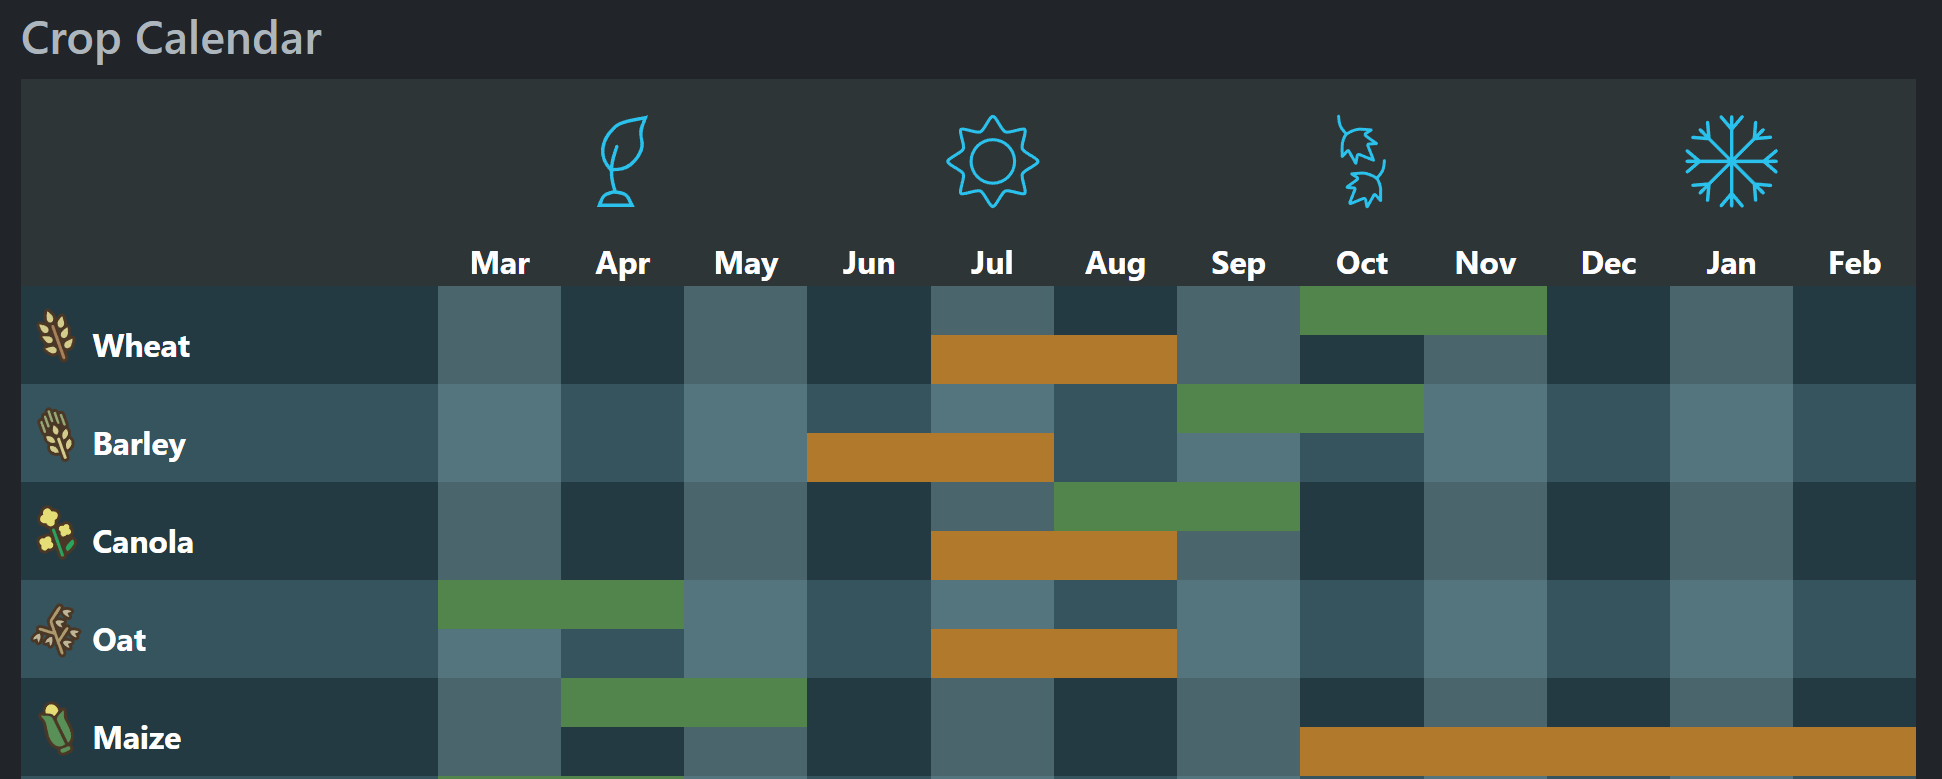 Crop Calendar
Mar Apr May Jun Jul Aug Sep Oct Nov Dec Jan Feb
Wheat
Barley
Canola
Oat
Maize